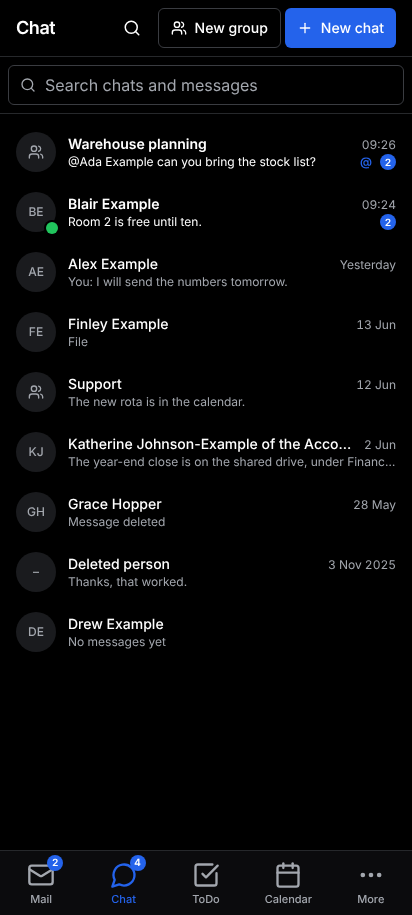 Chat
New group
New chat
Search chats and messages
Warehouse planning
09:26
@Ada Example can you bring the stock list?
@ 2
BE
Blair Example
09:24
Room 2 is free until ten.
2
AE
Alex Example
Yesterday
You: I will send the numbers tomorrow.
FE
Finley Example
13 Jun
File
Support
12 Jun
The new rota is in the calendar.
KJ
Katherine Johnson-Example of the Acco...
2 Jun
The year-end close is on the shared drive, under Financ...
GH
Grace Hopper
28 May
Message deleted
–
Deleted person
3 Nov 2025
Thanks, that worked.
DE
Drew Example
No messages yet
2
4
Mail
Chat
ToDo
Calendar
More